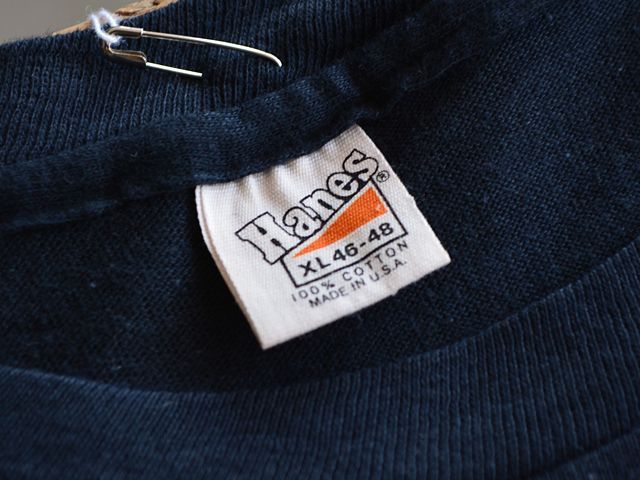 Hanes®
XL 46-48
100% COTTON
MADE IN U.S.A.